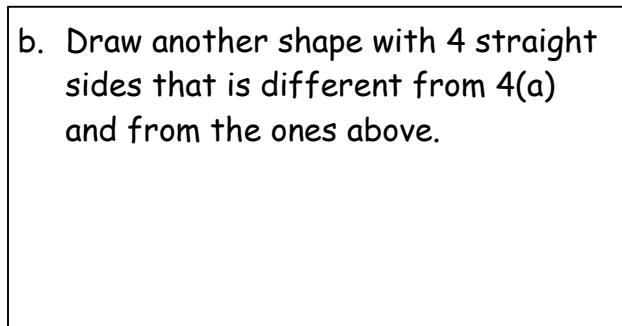 b. Draw another shape with 4 straight
sides that is different from 4(a)
and from the ones above.